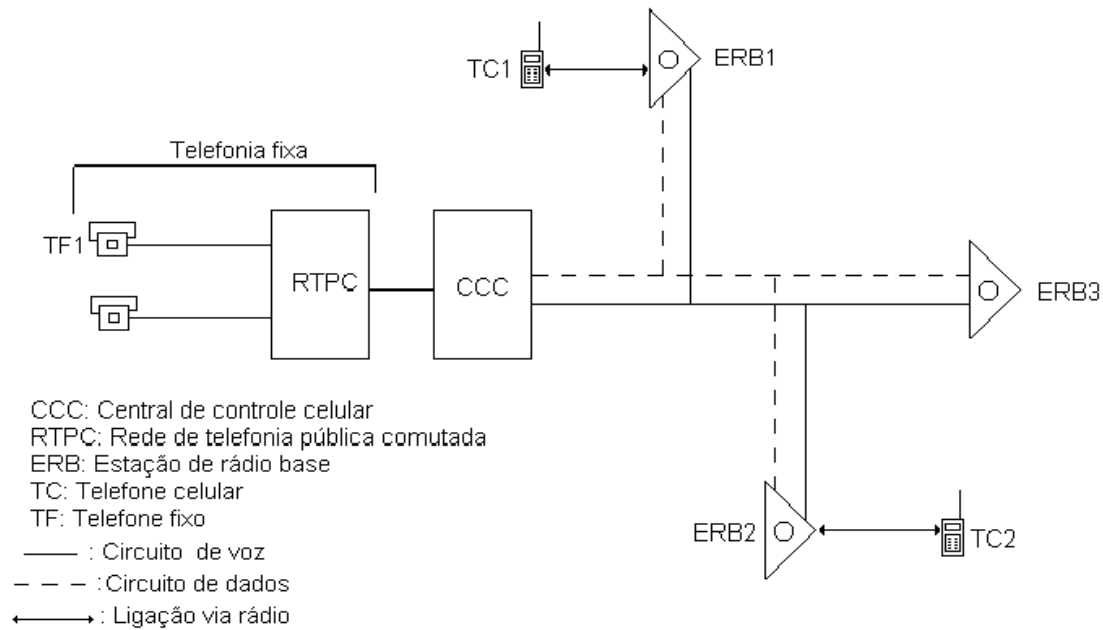 TC1
ERB1
Telefonia fixa
TF1
RTPC
CCC
ERB3
CCC: Central de controle celular
RTPC: Rede de telefonia pública comutada
ERB: Estação de rádio base
TC: Telefone celular
TF: Telefone fixo
: Circuito de voz
: Circuito de dados
: Ligação via rádio
ERB2
TC2